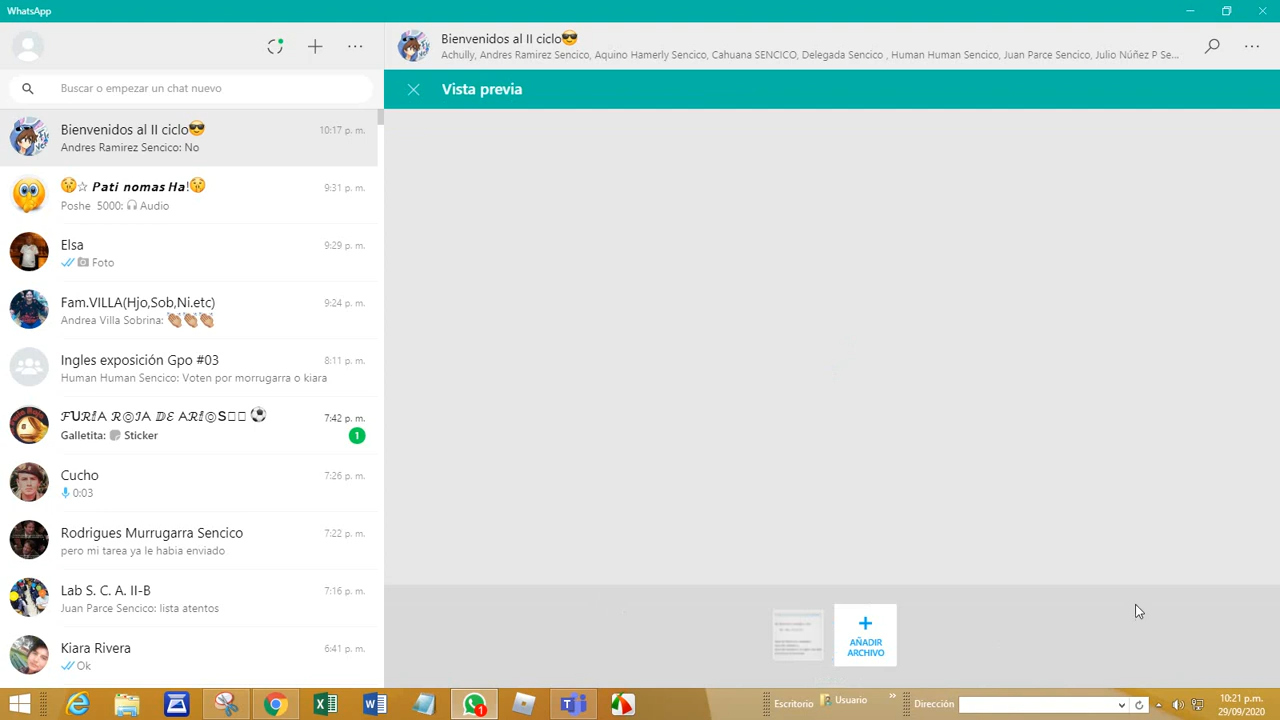 WhatsApp
Buscar o empezar un chat nuevo
Bienvenidos al II ciclo😎
10:17 p. m.
Andres Ramirez Sencico: No
🤫☆ Pati nomas Ha!🤫
9:31 p. m.
Poshe 5000: Audio
Elsa
9:29 p. m.
Foto
Fam.VILLA(Hjo,Sob,Ni.etc)
9:24 p. m.
Andrea Villa Sobrina: 👏🏼👏🏼👏🏼
Ingles exposición Gpo #03
8:11 p. m.
Human Human Sencico: Voten por morrugarra o kiara
𝓕𝐔𝓡𝕀A ℝ◎𝕁A 𝔻𝔼 A𝓡𝕀◎S ⚽
7:42 p. m.
Galletita: Sticker
1
Cucho
7:26 p. m.
0:03
Rodrigues Murrugarra Sencico
7:22 p. m.
pero mi tarea ya le habia enviado
Lab S. C. A. II-B
7:16 p. m.
Juan Parce Sencico: lista atentos
Kiara Rivera
6:41 p. m.
Ok
Bienvenidos al II ciclo😎
Achully, Andres Ramirez Sencico, Aquino Hamerly Sencico, Cahuana SENCICO, Delegada Sencico , Human Human Sencico, Juan Parce Sencico, Julio Núñez P Se...
Vista previa
AÑADIR
ARCHIVO
Escritorio
Usuario
Dirección
10:21 p.m.
29/09/2020